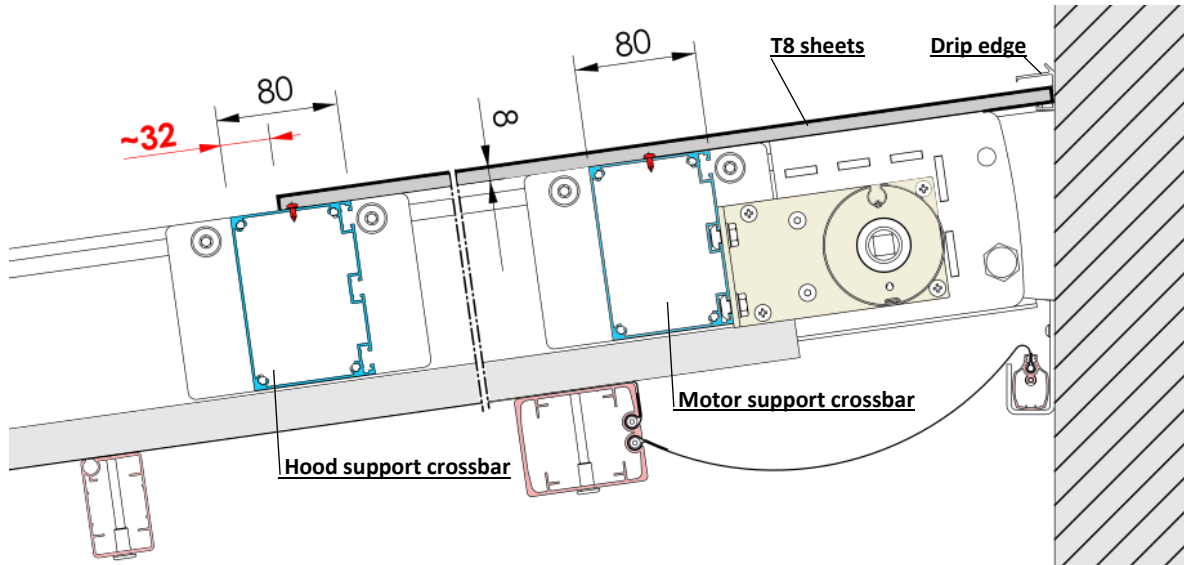 T8 sheets
Drip edge
80
80
8
~32
Motor support crossbar
Hood support crossbar